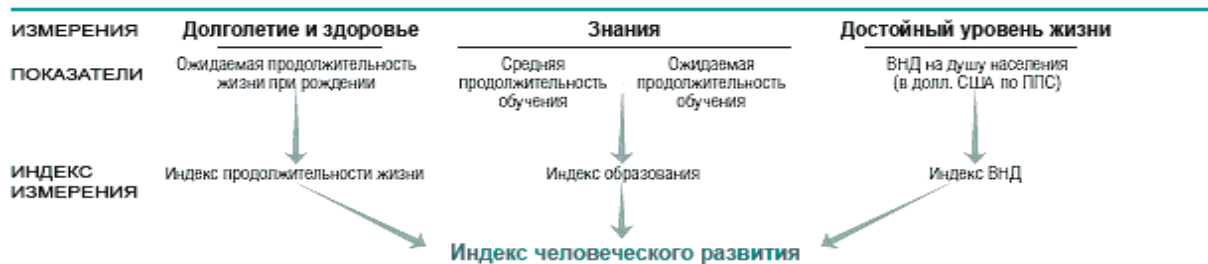 ИЗМЕРЕНИЯ Долголетие и здоровье Знания Достойный уровень жизни
ПОКАЗАТЕЛИ
Ожидаемая продолжительность
жизни при рождении
Средняя
продолжительность
обучения
Ожидаемая
продолжительность
обучения
ВНД на душу населения
(в долл. США по ППС)
ИНДЕКС
ИЗМЕРЕНИЯ
Индекс продолжительности жизни
Индекс образования
Индекс ВНД
Индекс человеческого развития